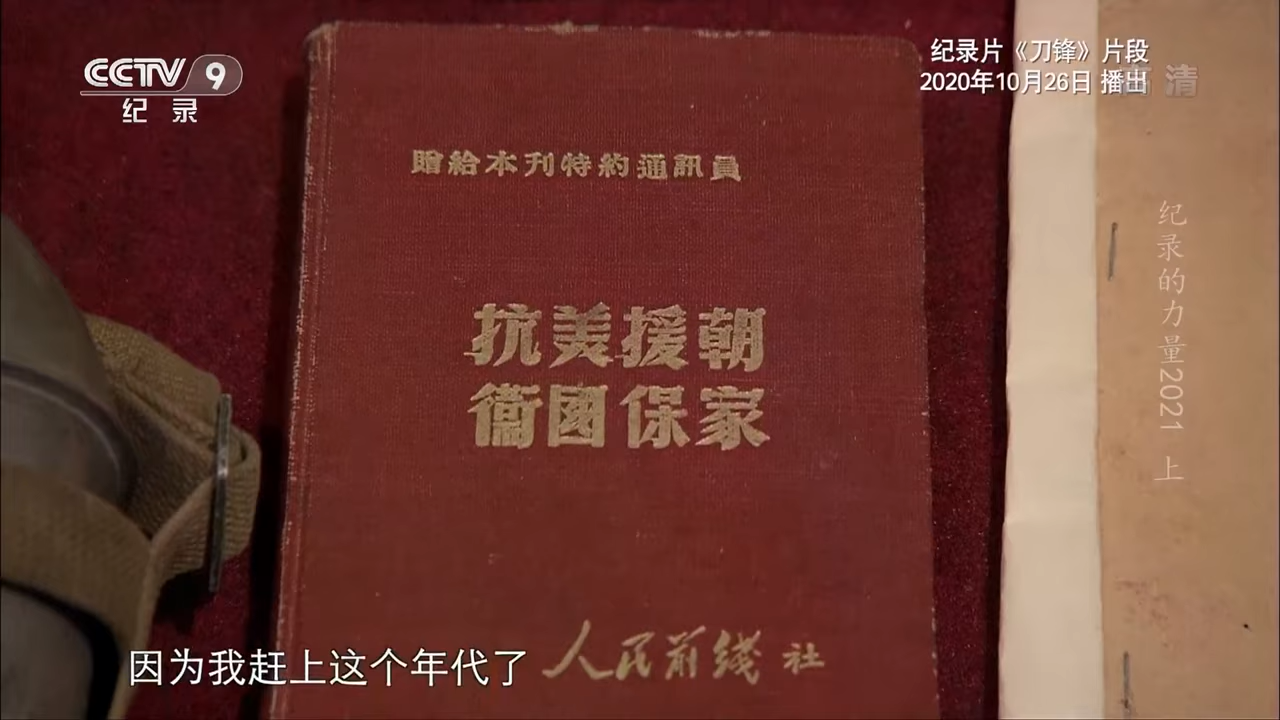 CCTV 9
纪录
纪录片《刀锋》片段
2020年10月26日 播出
高清
贈給本刊特約通訊員
抗美援朝
衞國保家
人民前线社
纪录的力量2021 上
因为我赶上这个年代了